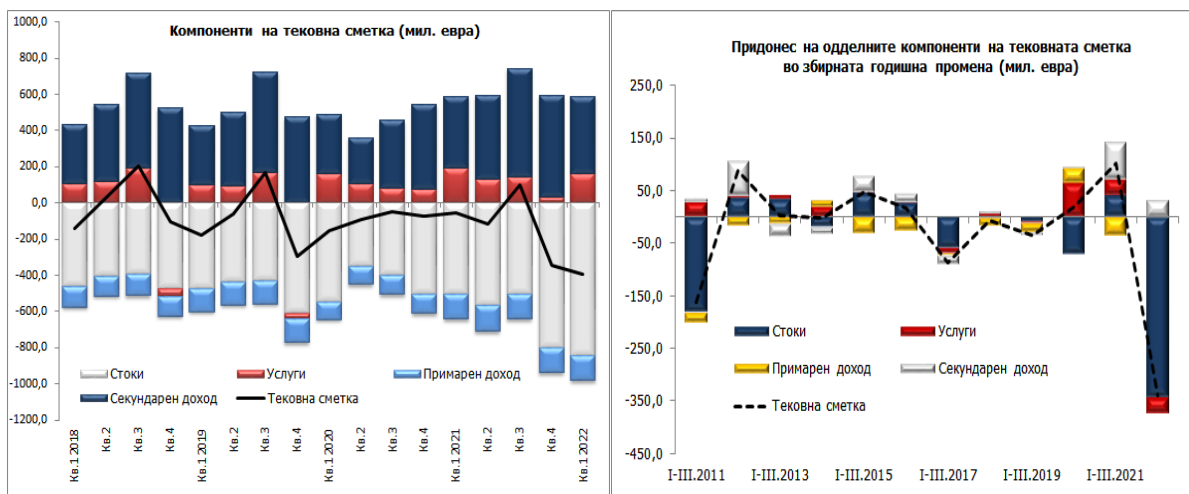 Компоненти на тековна сметка (мил. евра)
1000,0
800,0
600,0
400,0
200,0
0,0
-200,0
-400,0
-600,0
-800,0
-1000,0
-1200,0
Стоки
Услуги
Примарен доход
Секундарен доход
Тековна сметка
Кв.1 2018
Кв.2
Кв.3
Кв.4
Кв.1 2019
Кв.2
Кв.3
Кв.4
Кв.1 2020
Кв.2
Кв.3
Кв.4
Кв.1 2021
Кв.2
Кв.3
Кв.4
Кв.1 2022
Придонес на одделните компоненти на тековната сметка
во збирната годишна промена (мил. евра)
250,0
150,0
50,0
-50,0
-150,0
-250,0
-350,0
-450,0
Стоки
Услуги
Примарен доход
Секундарен доход
Тековна сметка
I-III.2011
I-III.2013
I-III.2015
I-III.2017
I-III.2019
I-III.2021